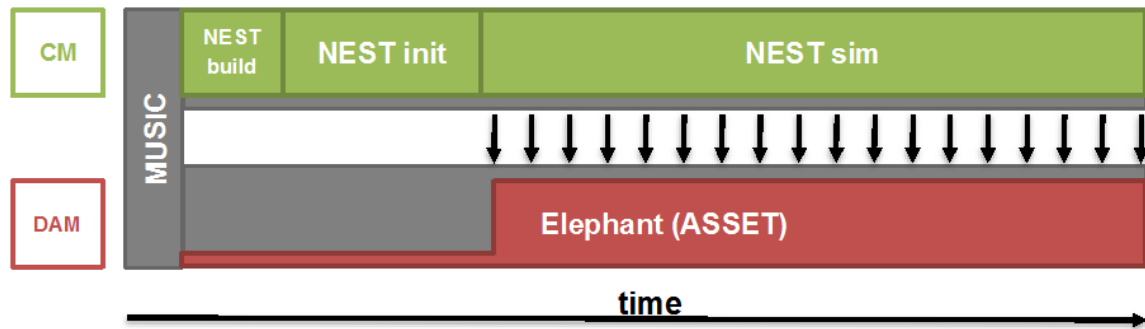 CM
NEST
build
NEST init
NEST sim
MUSIC
DAM
Elephant (ASSET)
time